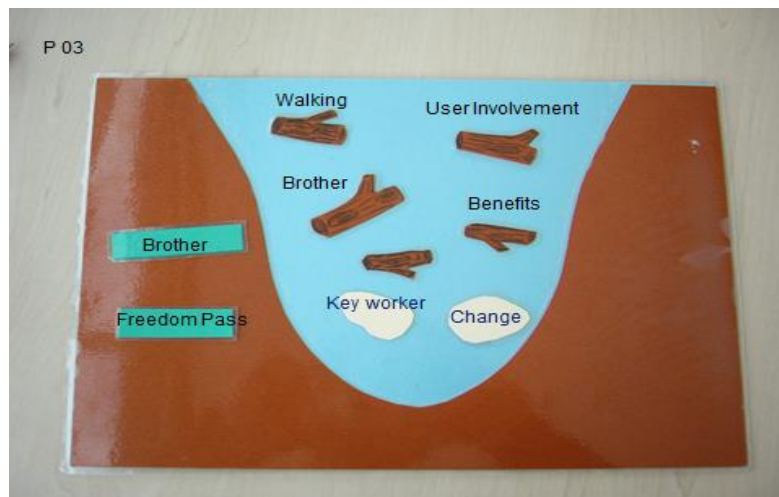 P 03
Walking
User Involvement
Brother
Benefits
Brother
Key worker
Freedom Pass
Change